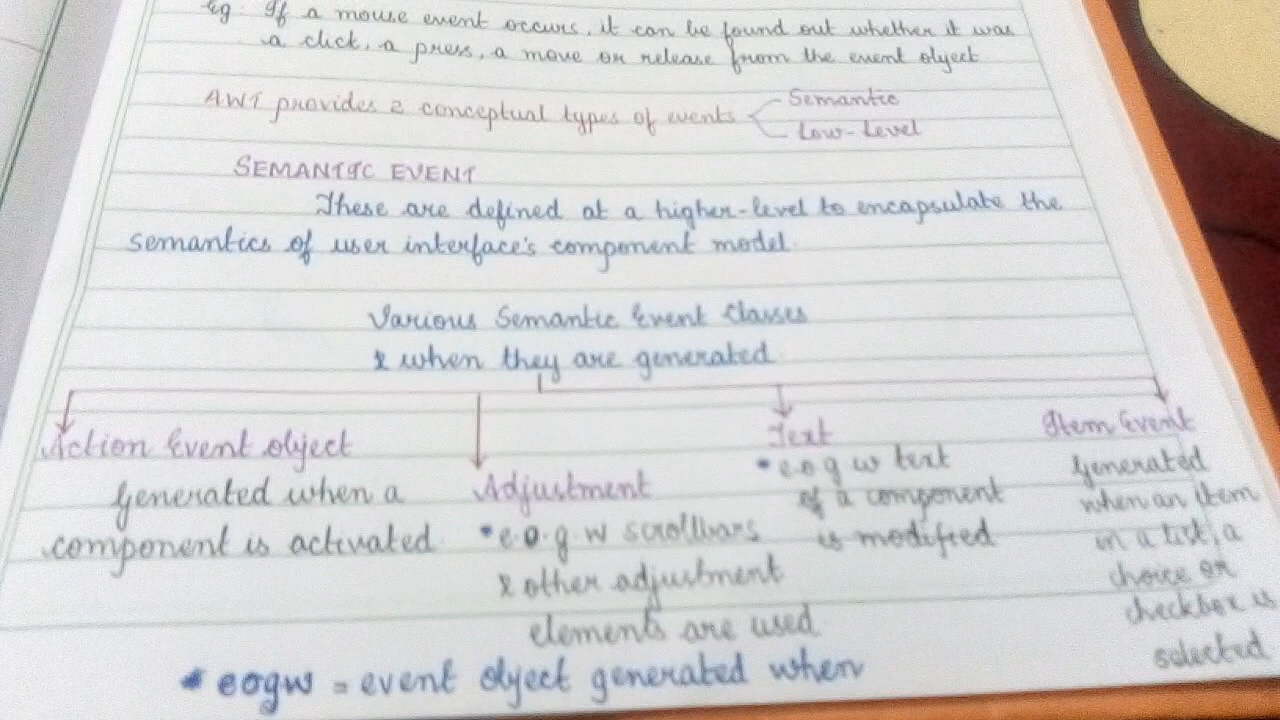 Eg: If a mouse event occurs, it can be found out whether it was
a click, a press, a move or release from the event object
AWT provides 2 conceptual types of events
Semantic
Low-Level
SEMANTIC EVENT
These are defined at a higher-level to encapsulate the
semantics of user interface's component model
Various Semantic Event Classes
& when they are generated
Action Event object
Generated when a
component is activated
Adjustment
• e.o.g.w scrollbars
& other adjustment
elements are used
Text
• e o g w text
of a component
is modified
Item Event
Generated
when an item
in a list, a
choice or
checkbox is
selected
* eogw = event object generated when